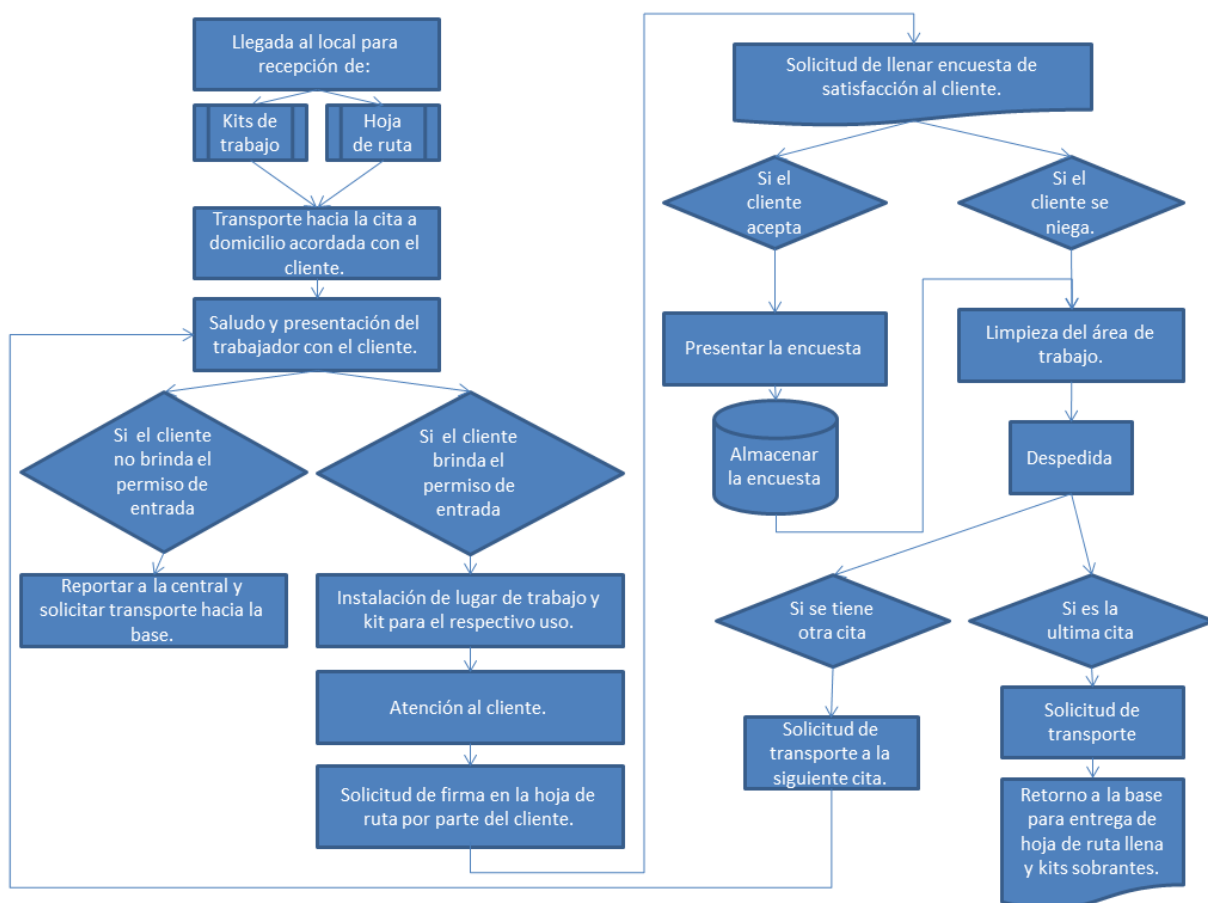 Llegada al local para
recepción de:
Kits de
trabajo
Hoja
de ruta
Transporte hacia la cita a
domicilio acordada con el
cliente.
Saludo y presentación del
trabajador con el cliente.
Si el cliente
no brinda el
permiso de
entrada
Si el cliente
brinda el
permiso de
entrada
Reportar a la central y
solicitar transporte hacia la
base.
Instalación de lugar de trabajo y
kit para el respectivo uso.
Atención al cliente.
Solicitud de firma en la hoja de
ruta por parte del cliente.
Solicitud de llenar encuesta de
satisfacción al cliente.
Si el
cliente
acepta
Si el
cliente se
niega.
Presentar la encuesta
Limpieza del área de
trabajo.
Almacenar
la encuesta
Despedida
Si se tiene
otra cita
Si es la
ultima cita
Solicitud de
transporte a la
siguiente cita.
Solicitud de
transporte
Retorno a la base
para entrega de
hoja de ruta llena
y kits sobrantes.